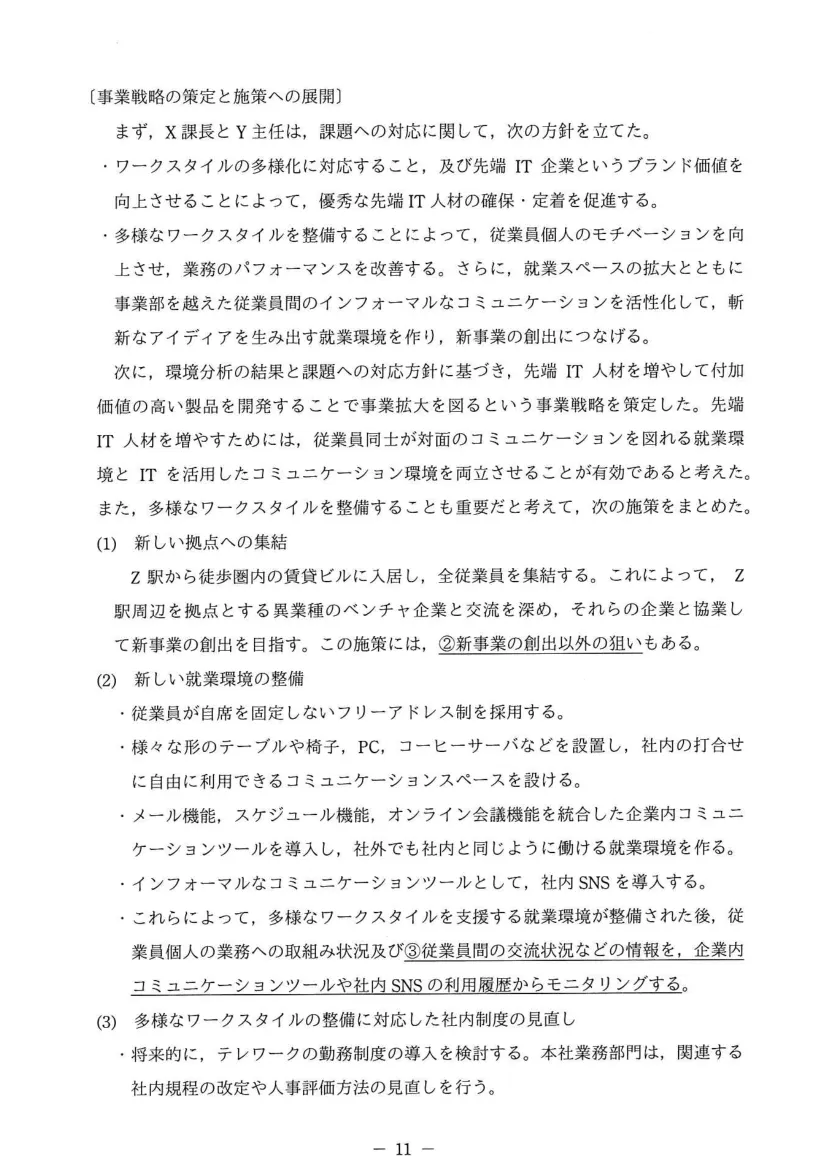 〔事業戦略の策定と施策への展開〕
まず，X 課長と Y 主任は，課題への対応に関して，次の方針を立てた。
・ワークスタイルの多様化に対応すること，及び先端 IT 企業というブランド価値を
向上させることによって，優秀な先端 IT 人材の確保・定着を促進する。
・多様なワークスタイルを整備することによって，従業員個人のモチベーションを向
上させ，業務のパフォーマンスを改善する。さらに，就業スペースの拡大とともに
事業部を越えた従業員間のインフォーマルなコミュニケーションを活性化して，斬
新なアイディアを生み出す就業環境を作り，新事業の創出につなげる。
次に，環境分析の結果と課題への対応方針に基づき，先端 IT 人材を増やして付加
価値の高い製品を開発することで事業拡大を図るという事業戦略を策定した。先端
IT 人材を増やすためには，従業員同士が対面のコミュニケーションを図れる就業環
境と IT を活用したコミュニケーション環境を両立させることが有効であると考えた。
また，多様なワークスタイルを整備することも重要だと考えて，次の施策をまとめた。
(1) 新しい拠点への集結
Z 駅から徒歩圏内の賃貸ビルに入居し，全従業員を集結する。これによって， Z
駅周辺を拠点とする異業種のベンチャ企業と交流を深め，それらの企業と協業し
て新事業の創出を目指す。この施策には，②新事業の創出以外の狙いもある。
(2) 新しい就業環境の整備
・従業員が自席を固定しないフリーアドレス制を採用する。
・様々な形のテーブルや椅子，PC，コーヒーサーバなどを設置し，社内の打合せ
に自由に利用できるコミュニケーションスペースを設ける。
・メール機能，スケジュール機能，オンライン会議機能を統合した企業内コミュニ
ケーションツールを導入し，社外でも社内と同じように働ける就業環境を作る。
・インフォーマルなコミュニケーションツールとして，社内 SNS を導入する。
・これらによって，多様なワークスタイルを支援する就業環境が整備された後，従
業員個人の業務への取組み状況及び③従業員間の交流状況などの情報を，企業内
コミュニケーションツールや社内 SNS の利用履歴からモニタリングする。
(3) 多様なワークスタイルの整備に対応した社内制度の見直し
・将来的に，テレワークの勤務制度の導入を検討する。本社業務部門は，関連する
社内規程の改定や人事評価方法の見直しを行う。
－ 11 －